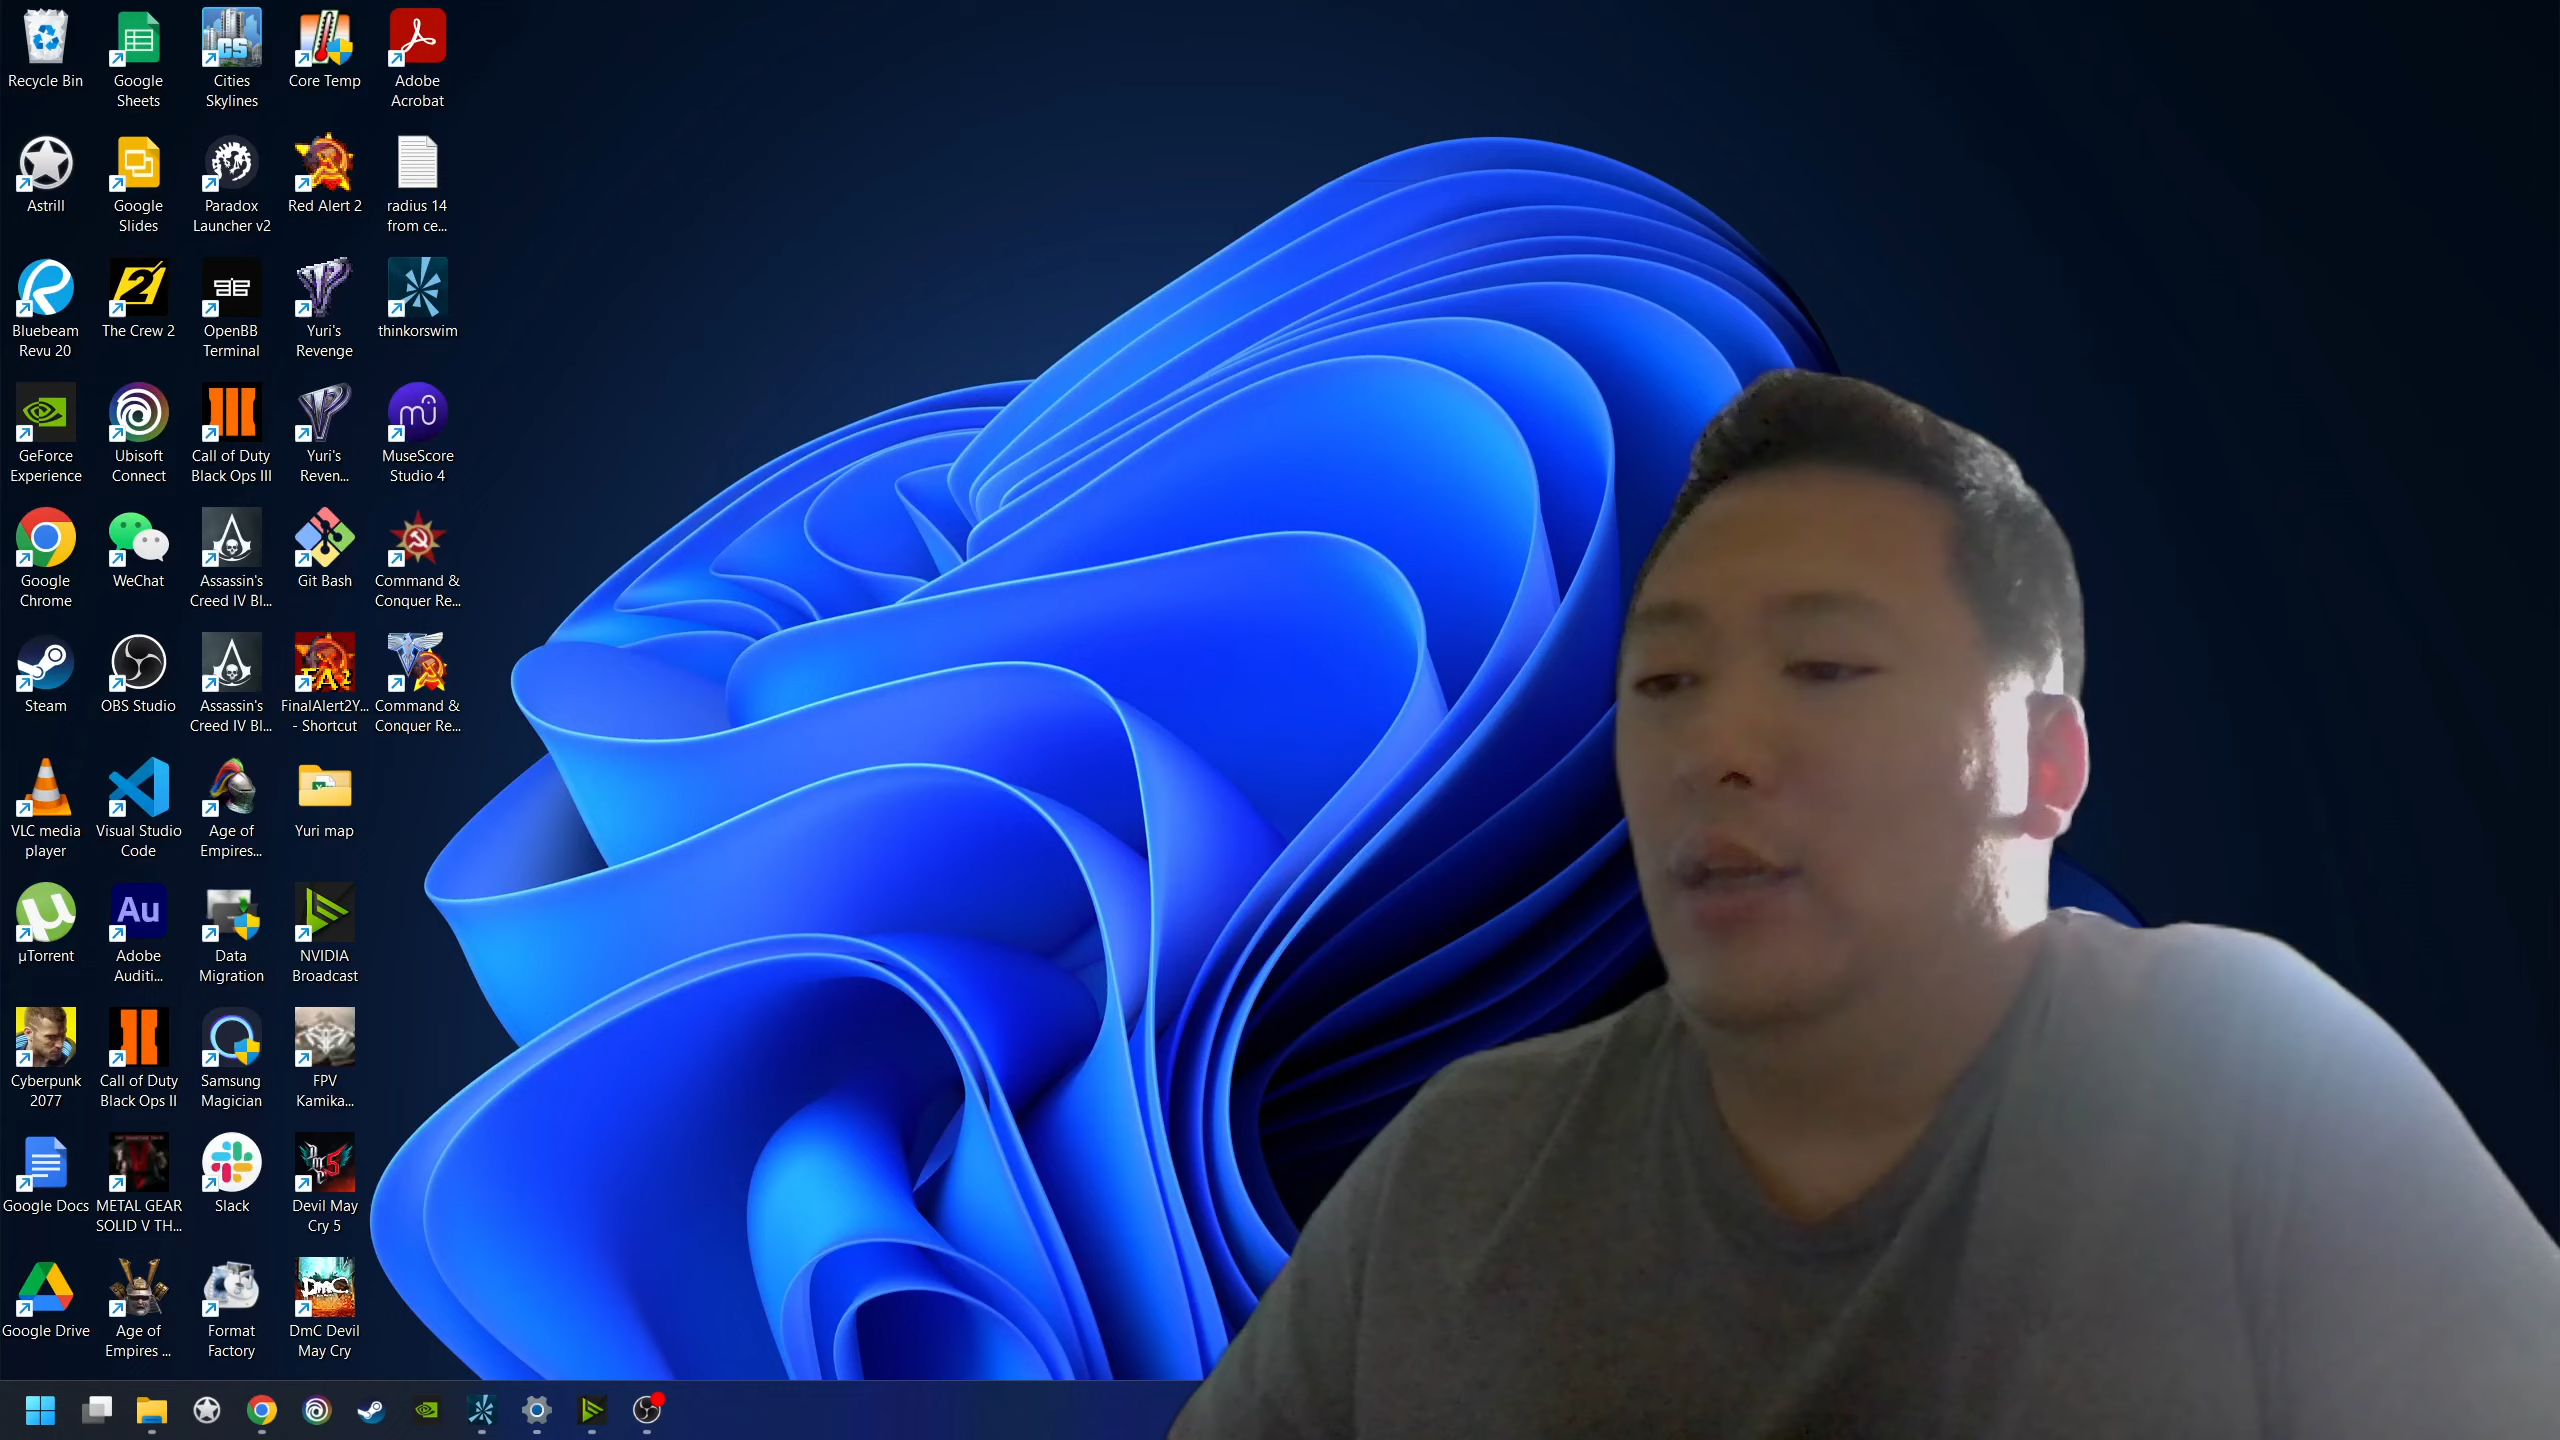 Recycle Bin
Google
Sheets
Cities
Skylines
Core Temp
Adobe
Acrobat
Astrill
Google
Slides
Paradox
Launcher v2
Red Alert 2
radius 14
from ce...
Bluebeam
Revu 20
The Crew 2
OpenBB
Terminal
Yuri's
Revenge
thinkorswim
GeForce
Experience
Ubisoft
Connect
Call of Duty
Black Ops III
Yuri's
Reven...
MuseScore
Studio 4
Google
Chrome
WeChat
Assassin's
Creed IV Bl...
Git Bash
Command &
Conquer Re...
Steam
OBS Studio
Assassin's
Creed IV Bl...
FinalAlert2Y...
- Shortcut
Command &
Conquer Re...
VLC media
player
Visual Studio
Code
Age of
Empires...
Yuri map
µTorrent
Au
Adobe
Auditi...
Data
Migration
NVIDIA
Broadcast
Cyberpunk
2077
Call of Duty
Black Ops II
Samsung
Magician
FPV
Kamika...
Google Docs
METAL GEAR
SOLID V TH...
Slack
Devil May
Cry 5
Google Drive
Age of
Empires ...
Format
Factory
DmC Devil
May Cry